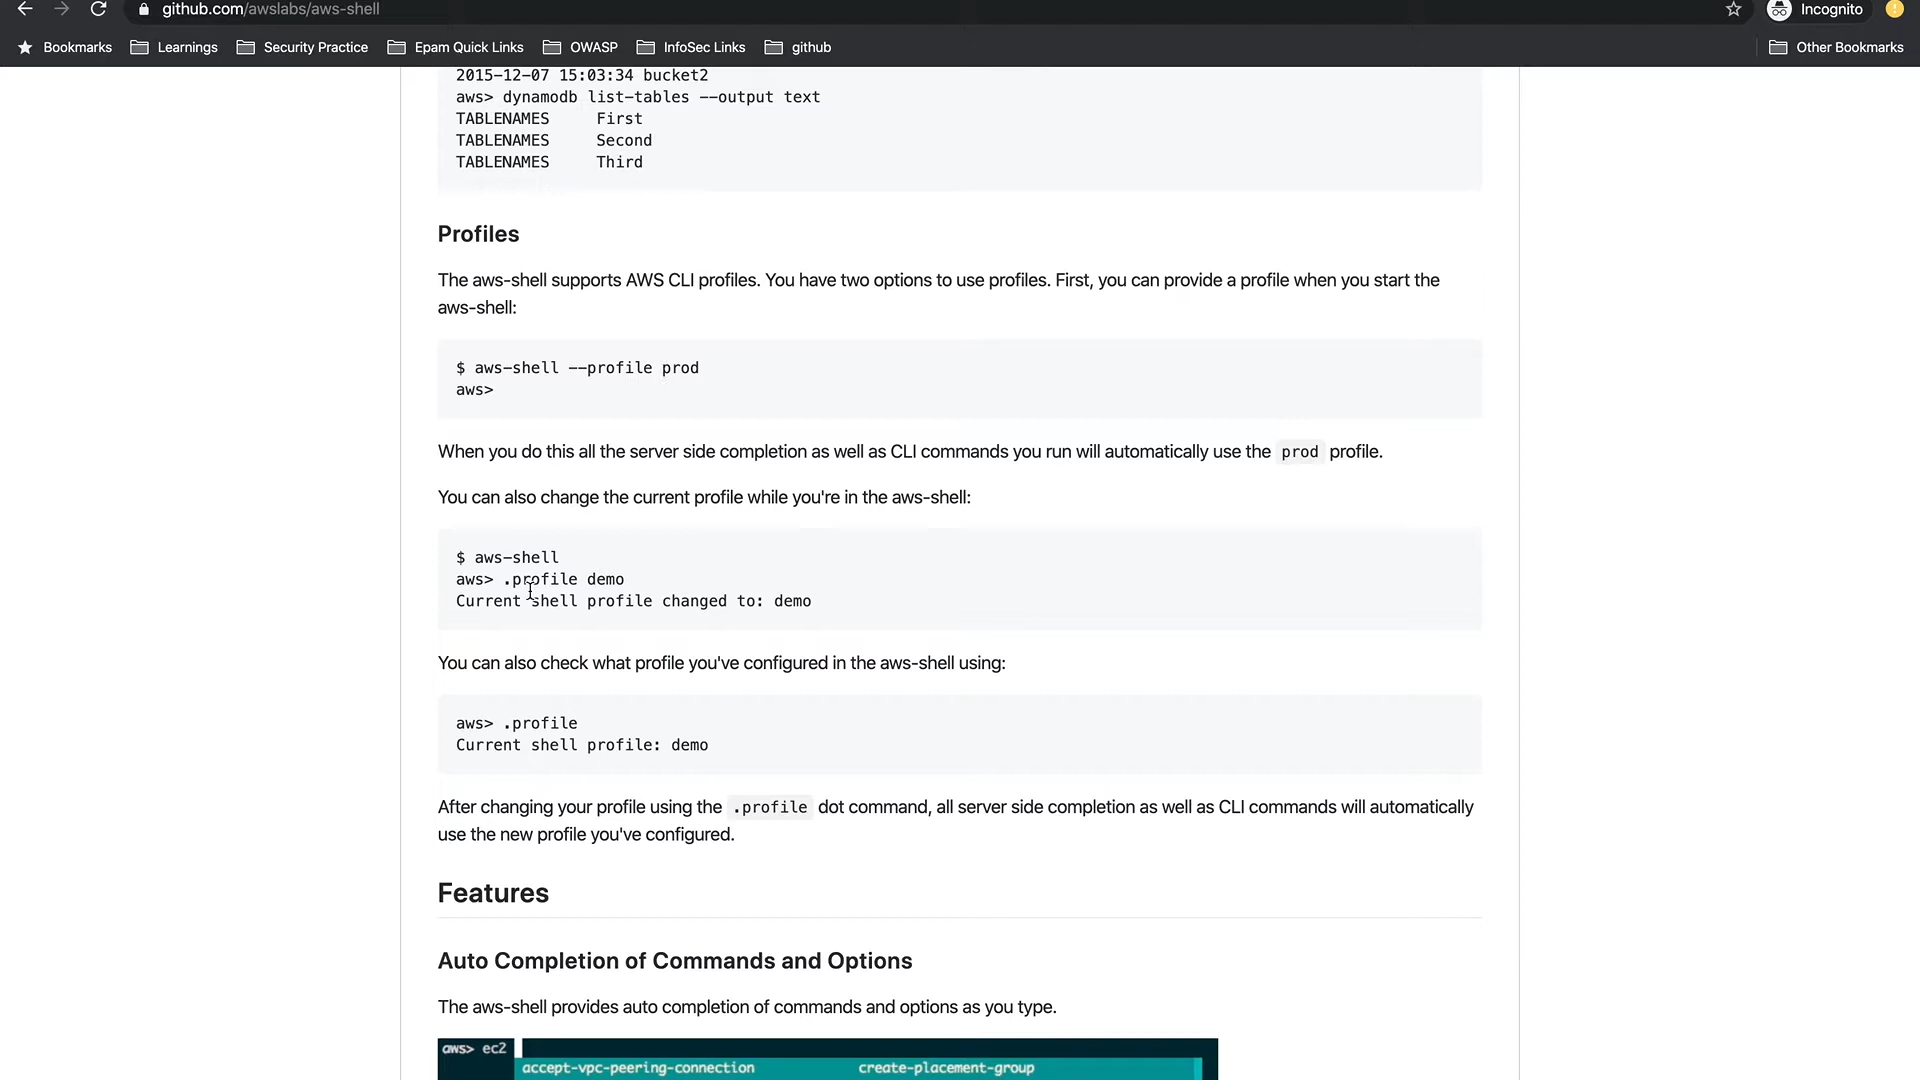 github.com/awslabs/aws-shell
Incognito
Bookmarks Learnings Security Practice Epam Quick Links OWASP InfoSec Links github Other Bookmarks
2015-12-07 15:03:34 bucket2
aws> dynamodb list-tables --output text
TABLENAMES First
TABLENAMES Second
TABLENAMES Third
Profiles
The aws-shell supports AWS CLI profiles. You have two options to use profiles. First, you can provide a profile when you start the
aws-shell:
$ aws-shell --profile prod
aws>
When you do this all the server side completion as well as CLI commands you run will automatically use the prod profile.
You can also change the current profile while you're in the aws-shell:
$ aws-shell
aws> .profile demo
Current shell profile changed to: demo
You can also check what profile you've configured in the aws-shell using:
aws> .profile
Current shell profile: demo
After changing your profile using the .profile dot command, all server side completion as well as CLI commands will automatically
use the new profile you've configured.
Features
Auto Completion of Commands and Options
The aws-shell provides auto completion of commands and options as you type.
aws> ec2
accept-vpc-peering-connection create-placement-group